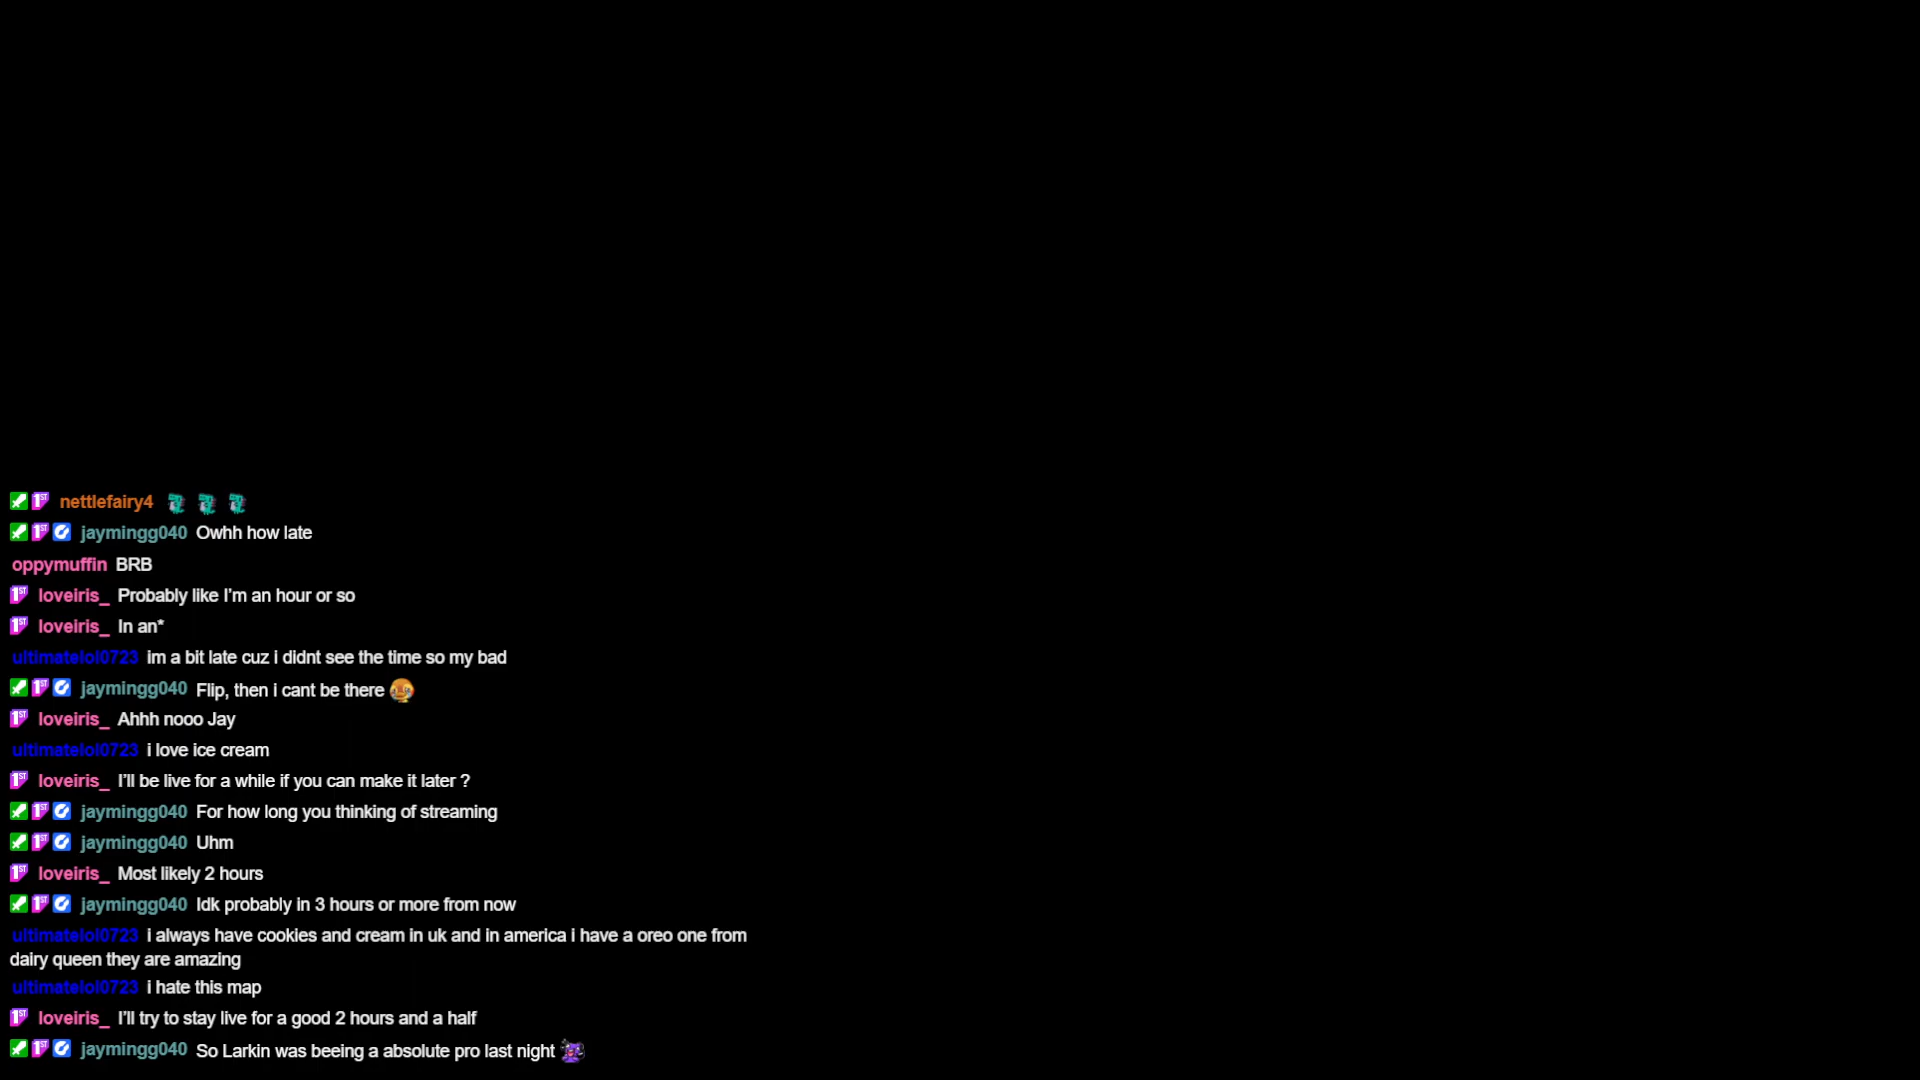 nettlefairy4
jaymingg040 Owhh how late
oppymuffin BRB
loveiris_ Probably like I'm an hour or so
loveiris_ In an*
ultimatelol0723 im a bit late cuz i didnt see the time so my bad
jaymingg040 Flip, then i cant be there
loveiris_ Ahhh nooo Jay
ultimatelol0723 i love ice cream
loveiris_ I'll be live for a while if you can make it later ?
jaymingg040 For how long you thinking of streaming
jaymingg040 Uhm
loveiris_ Most likely 2 hours
jaymingg040 Idk probably in 3 hours or more from now
ultimatelol0723 i always have cookies and cream in uk and in america i have a oreo one from
dairy queen they are amazing
ultimatelol0723 i hate this map
loveiris_ I'll try to stay live for a good 2 hours and a half
jaymingg040 So Larkin was beeing a absolute pro last night